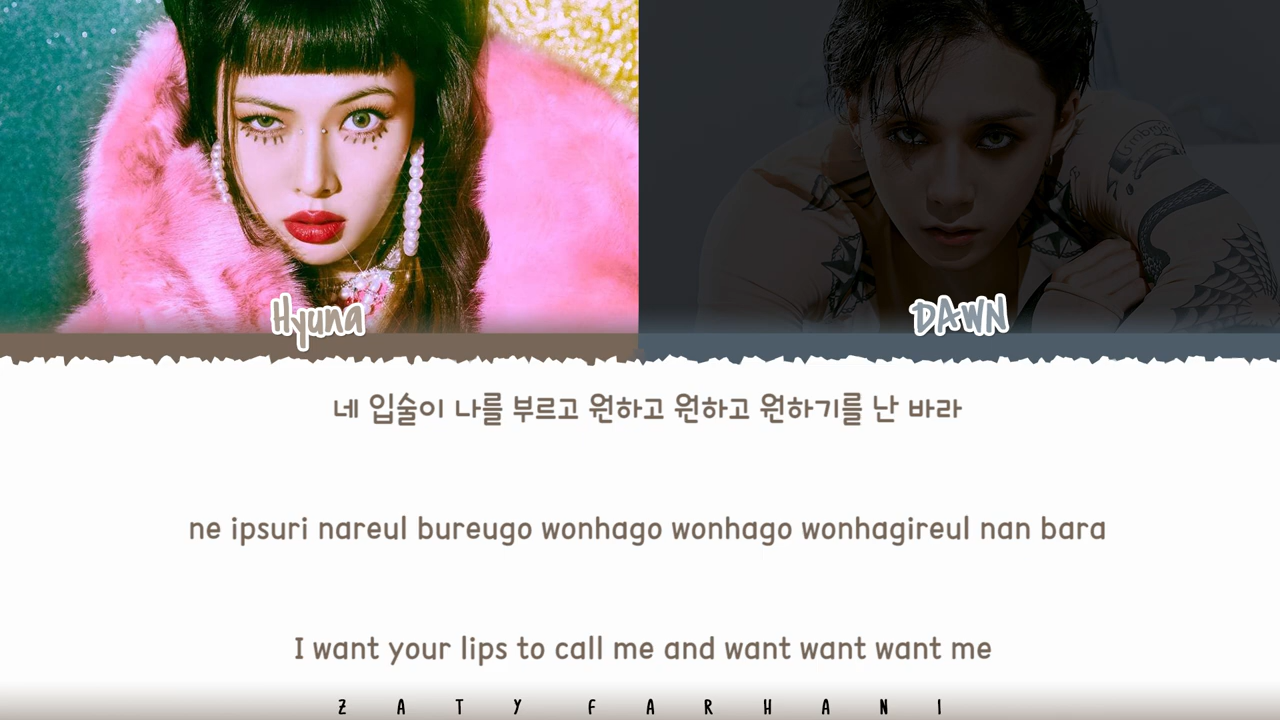 Hyuna
DAWN
네 입술이 나를 부르고 원하고 원하고 원하기를 난 바라
ne ipsuri nareul bureugo wonhago wonhago wonhagireul nan bara
I want your lips to call me and want want want me
ZATY FARHANI